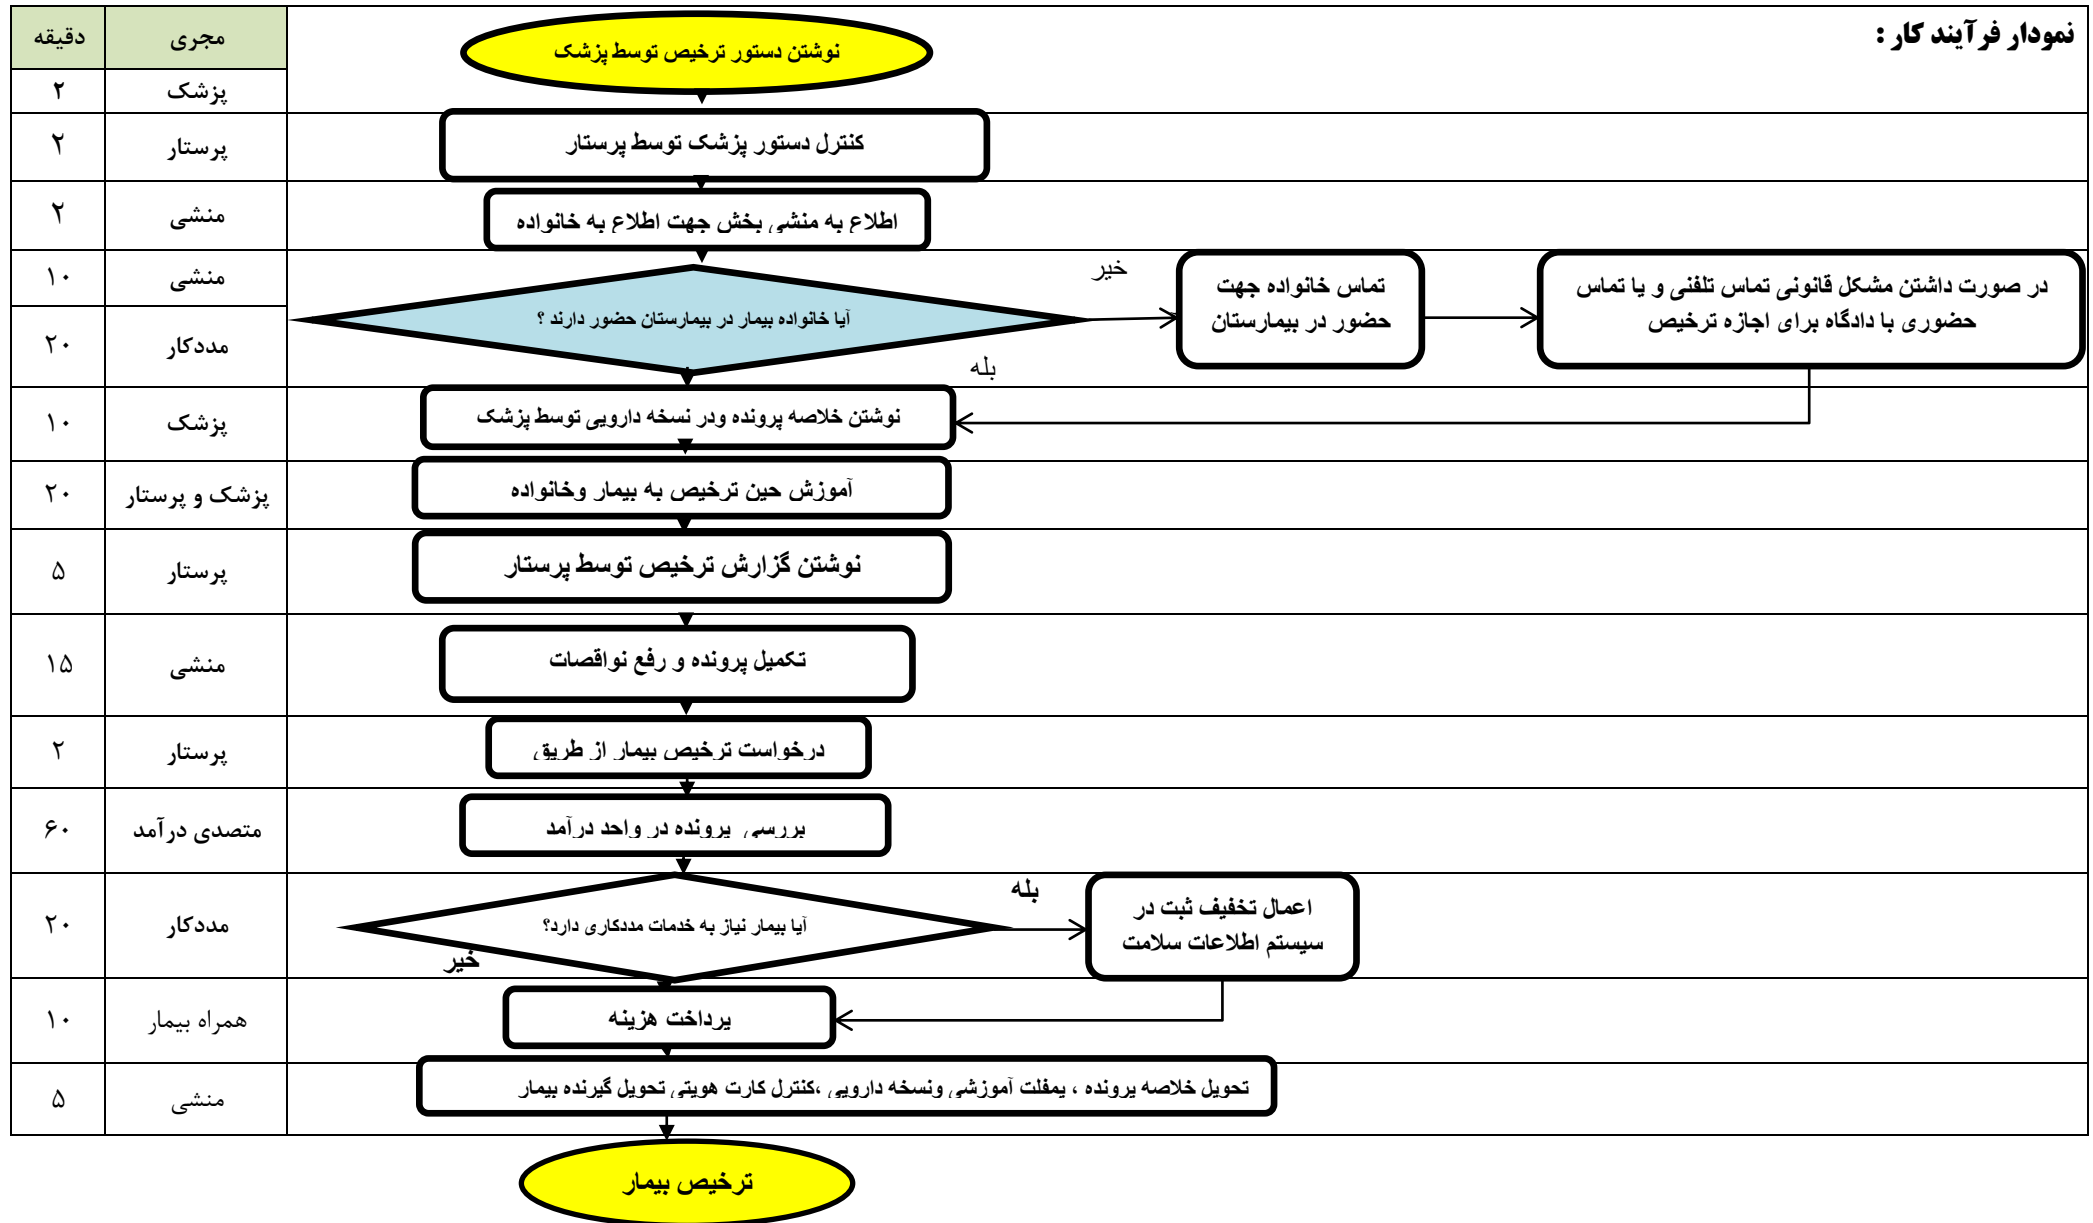 نمودار فرآیند کار :
دقیقه
مجری
نوشتن دستور ترخیص توسط پزشک
۲
پزشک
کنترل دستور پزشک توسط پرستار
۲
پرستار
اطلاع به منشی بخش جهت اطلاع به خانواده
۲
منشی
آیا خانواده بیمار در بیمارستان حضور دارند ؟
خیر
تماس خانواده جهت
حضور در بیمارستان
در صورت داشتن مشکل قانونی تماس تلفنی و یا تماس
حضوری با دادگاه برای اجازه ترخیص
بله
۱۰
منشی
۲۰
مددکار
نوشتن خلاصه پرونده ودر نسخه دارویی توسط پزشک
۱۰
پزشک
آموزش حین ترخیص به بیمار وخانواده
۲۰
پزشک و پرستار
نوشتن گزارش ترخیص توسط پرستار
۵
پرستار
تکمیل پرونده و رفع نواقصات
۱۵
منشی
درخواست ترخیص بیمار از طریق
۲
پرستار
بررسی پرونده در واحد درآمد
۶۰
متصدی درآمد
آیا بیمار نیاز به خدمات مددکاری دارد؟
بله
اعمال تخفیف ثبت در
سیستم اطلاعات سلامت
خیر
۲۰
مددکار
پرداخت هزینه
۱۰
همراه بیمار
تحویل خلاصه پرونده ، پمفلت آموزشی ونسخه دارویی ،کنترل کارت هویتی تحویل گیرنده بیمار
۵
منشی
ترخیص بیمار